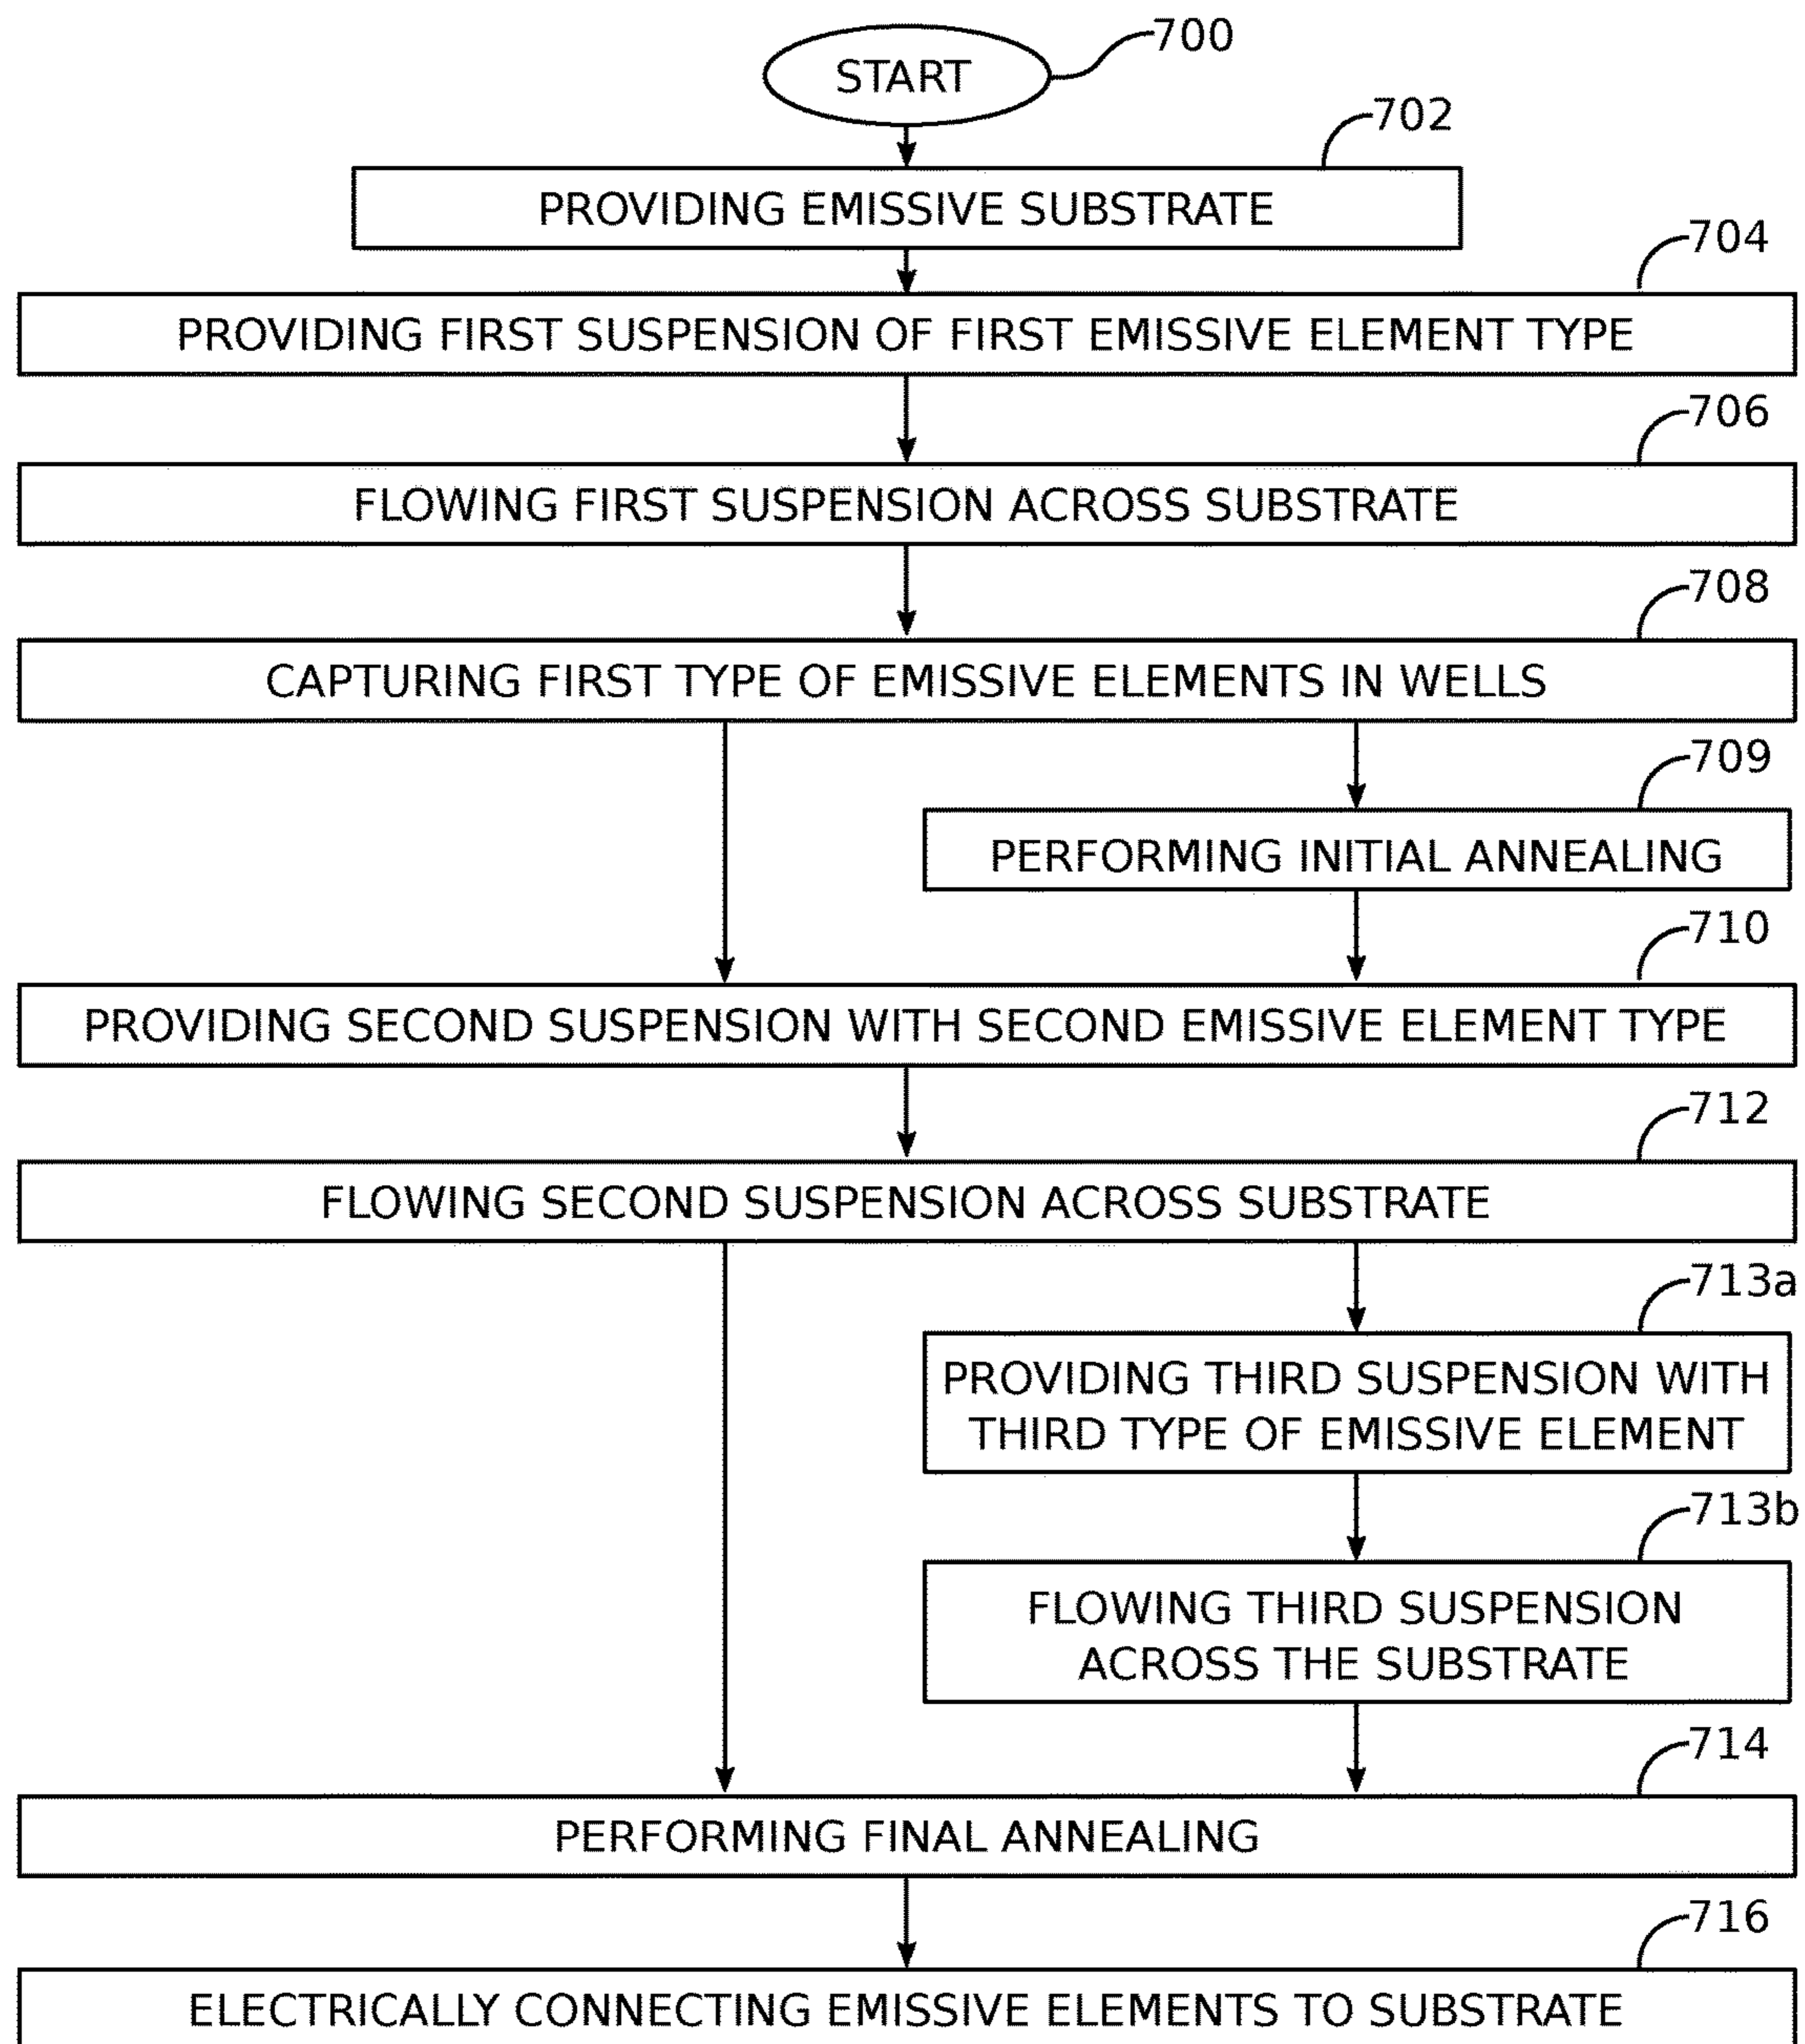 START
700
702
PROVIDING EMISSIVE SUBSTRATE
704
PROVIDING FIRST SUSPENSION OF FIRST EMISSIVE ELEMENT TYPE
706
FLOWING FIRST SUSPENSION ACROSS SUBSTRATE
708
CAPTURING FIRST TYPE OF EMISSIVE ELEMENTS IN WELLS
709
PERFORMING INITIAL ANNEALING
710
PROVIDING SECOND SUSPENSION WITH SECOND EMISSIVE ELEMENT TYPE
712
FLOWING SECOND SUSPENSION ACROSS SUBSTRATE
713a
PROVIDING THIRD SUSPENSION WITH
THIRD TYPE OF EMISSIVE ELEMENT
713b
FLOWING THIRD SUSPENSION
ACROSS THE SUBSTRATE
714
PERFORMING FINAL ANNEALING
716
ELECTRICALLY CONNECTING EMISSIVE ELEMENTS TO SUBSTRATE